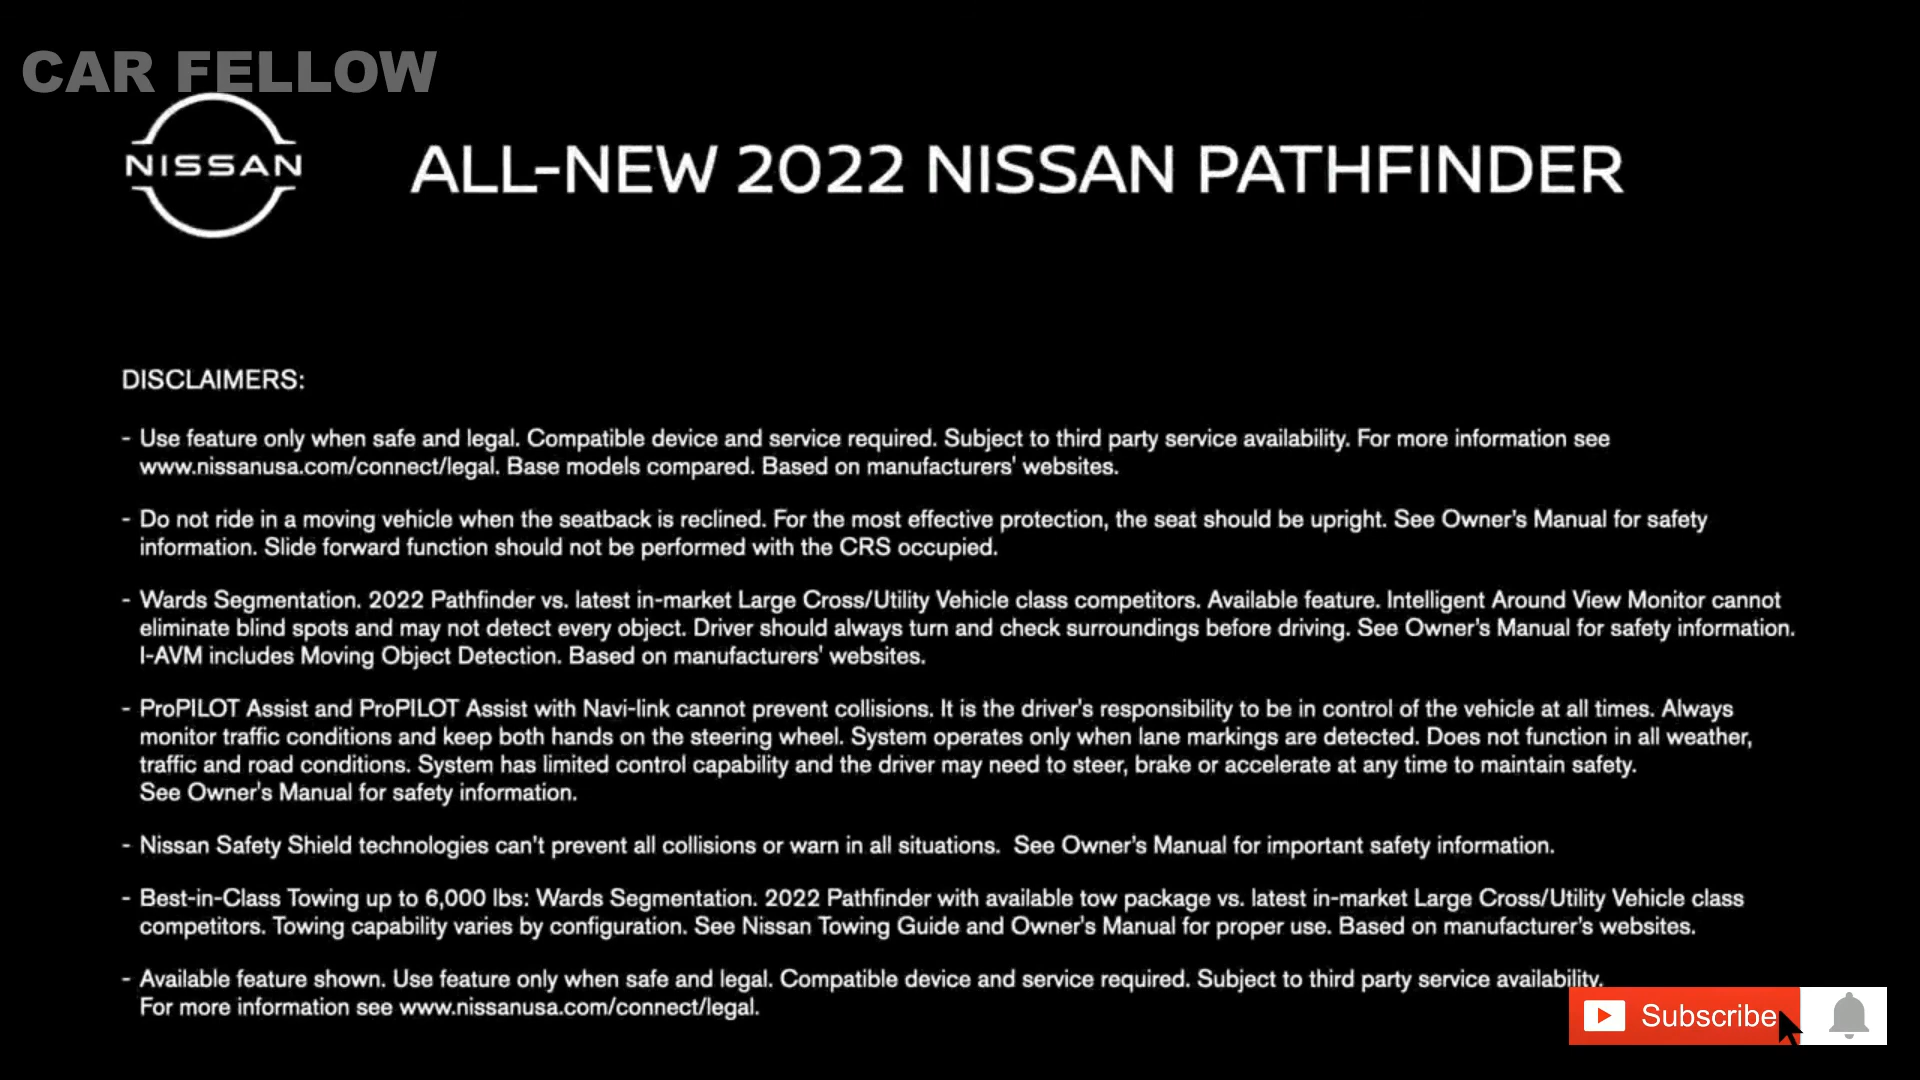 CAR FELLOW
NISSAN
ALL-NEW 2022 NISSAN PATHFINDER
DISCLAIMERS:
- Use feature only when safe and legal. Compatible device and service required. Subject to third party service availability. For more information see
www.nissanusa.com/connect/legal. Base models compared. Based on manufacturers' websites.
- Do not ride in a moving vehicle when the seatback is reclined. For the most effective protection, the seat should be upright. See Owner's Manual for safety
information. Slide forward function should not be performed with the CRS occupied.
- Wards Segmentation. 2022 Pathfinder vs. latest in-market Large Cross/Utility Vehicle class competitors. Available feature. Intelligent Around View Monitor cannot
eliminate blind spots and may not detect every object. Driver should always turn and check surroundings before driving. See Owner's Manual for safety information.
I-AVM includes Moving Object Detection. Based on manufacturers' websites.
- ProPILOT Assist and ProPILOT Assist with Navi-link cannot prevent collisions. It is the driver's responsibility to be in control of the vehicle at all times. Always
monitor traffic conditions and keep both hands on the steering wheel. System operates only when lane markings are detected. Does not function in all weather,
traffic and road conditions. System has limited control capability and the driver may need to steer, brake or accelerate at any time to maintain safety.
See Owner's Manual for safety information.
- Nissan Safety Shield technologies can't prevent all collisions or warn in all situations.  See Owner's Manual for important safety information.
- Best-in-Class Towing up to 6,000 lbs: Wards Segmentation. 2022 Pathfinder with available tow package vs. latest in-market Large Cross/Utility Vehicle class
competitors. Towing capability varies by configuration. See Nissan Towing Guide and Owner's Manual for proper use. Based on manufacturer's websites.
- Available feature shown. Use feature only when safe and legal. Compatible device and service required. Subject to third party service availability.
For more information see www.nissanusa.com/connect/legal.
Subscribe